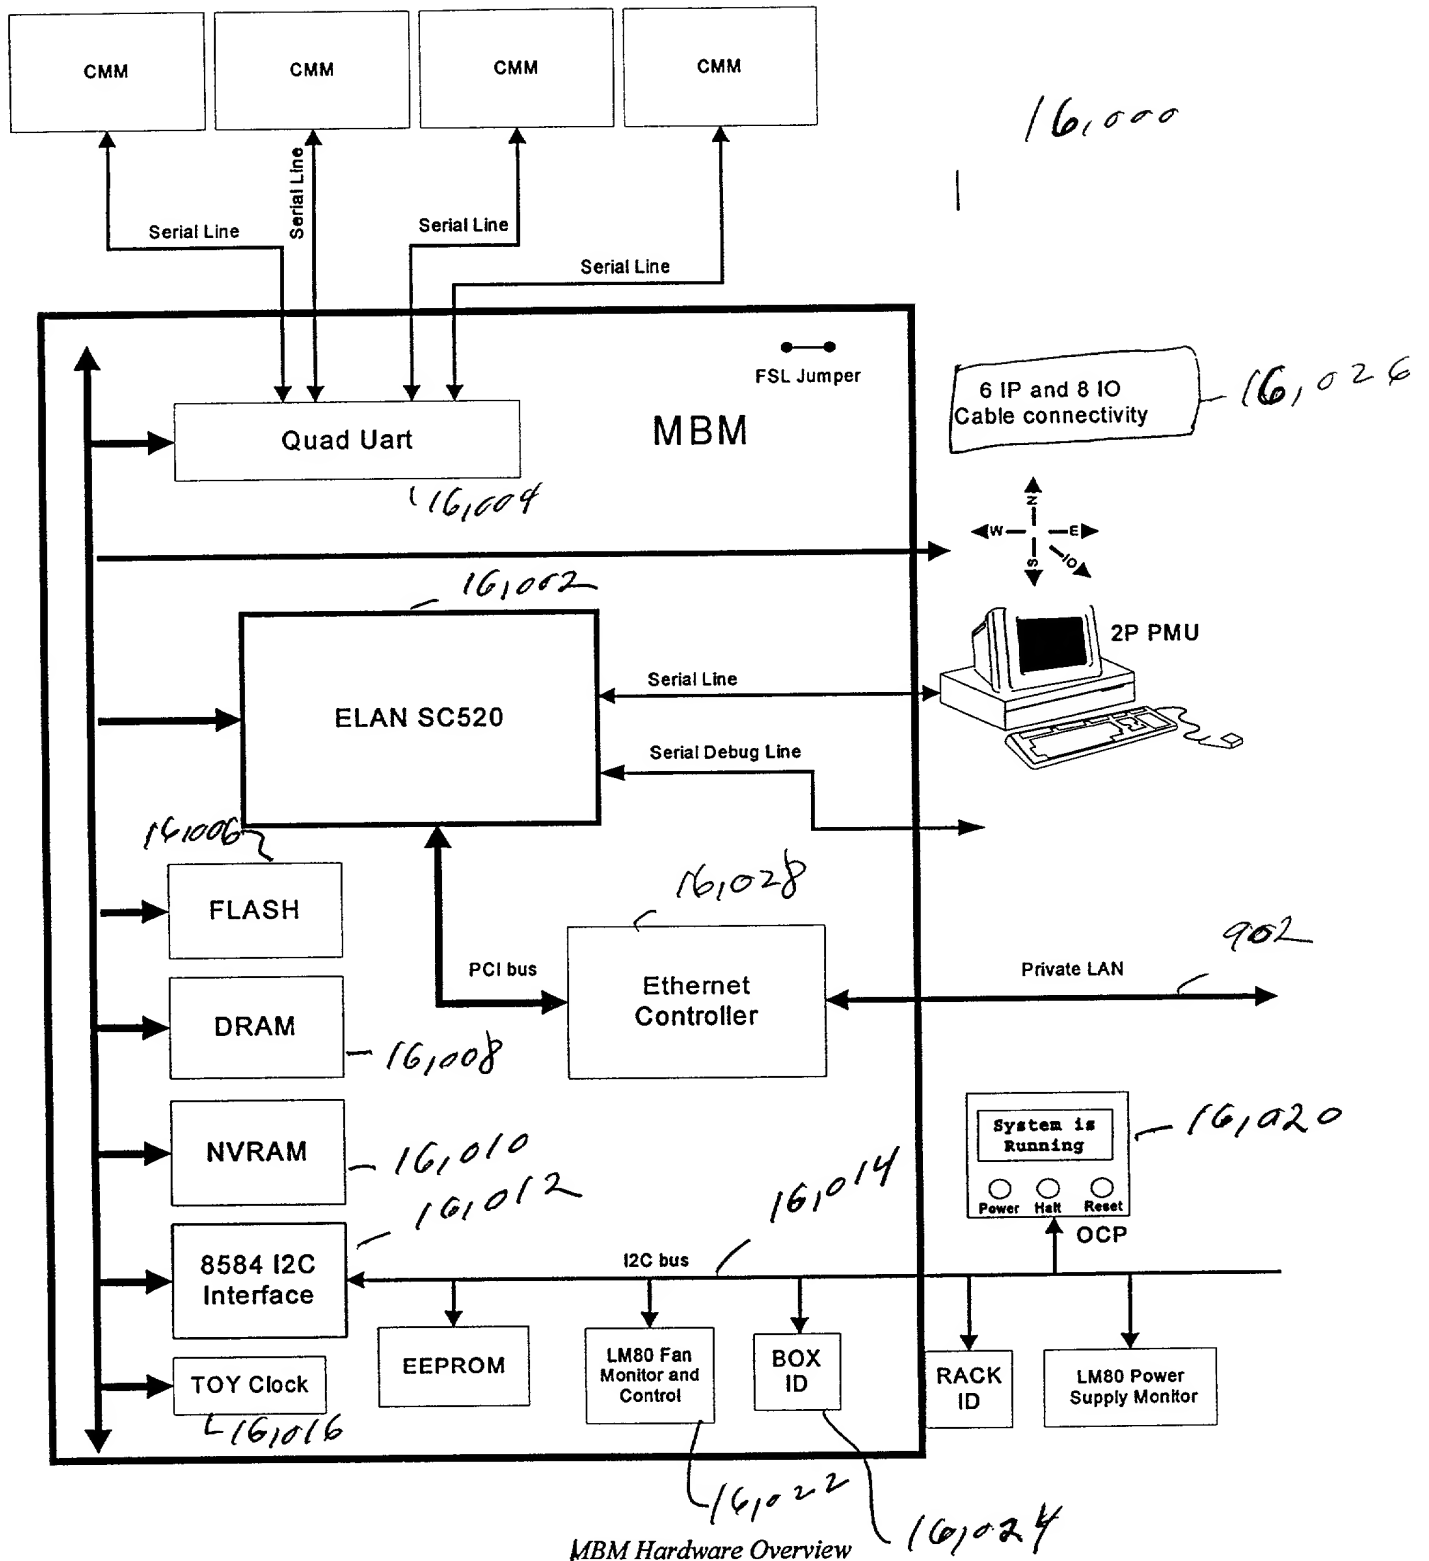 CMM
CMM
CMM
CMM
16,000
Serial Line
Serial Line
Serial Line
Serial Line
FSL Jumper
MBM
6 IP and 8 IO
Cable connectivity
16,026
Quad Uart
16,004
N
W
E
S
IO
16,002
2P PMU
ELAN SC520
Serial Line
Serial Debug Line
16,006
FLASH
16,028
902
PCI bus
Private LAN
Ethernet
Controller
DRAM
16,008
System is
Running
16,020
Power
Halt
Reset
OCP
NVRAM
16,010
16,012
16,014
8584 I2C
Interface
I2C bus
EEPROM
LM80 Fan
Monitor and
Control
BOX
ID
RACK
ID
LM80 Power
Supply Monitor
TOY Clock
16,016
16,022
16,024
MBM Hardware Overview